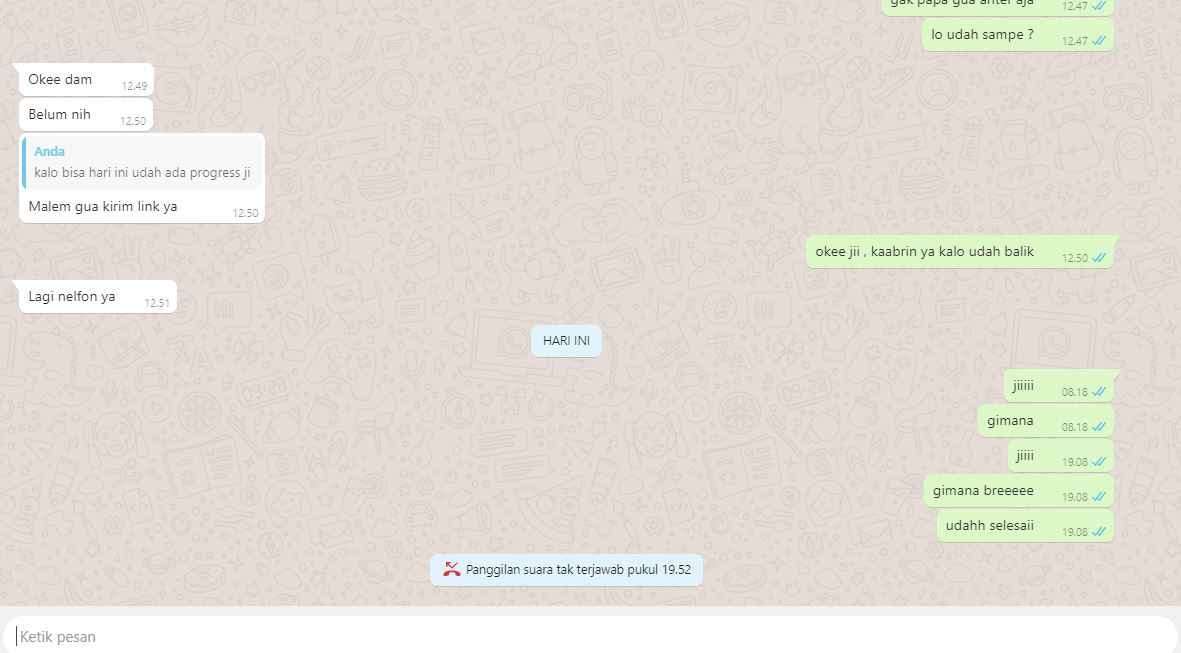 gak papa gua anter aja 12.47
lo udah sampe ? 12.47
Okee dam 12.49
Belum nih 12.50
Anda
kalo bisa hari ini udah ada progress ji
Malem gua kirim link ya 12.50
okee jii , kaabrin ya kalo udah balik 12.50
Lagi nelfon ya 12.51
HARI INI
jiiiii 08.18
gimana 08.18
jiiii 19.08
gimana breeeee 19.08
udahh selesaii 19.08
Panggilan suara tak terjawab pukul 19.52
Ketik pesan